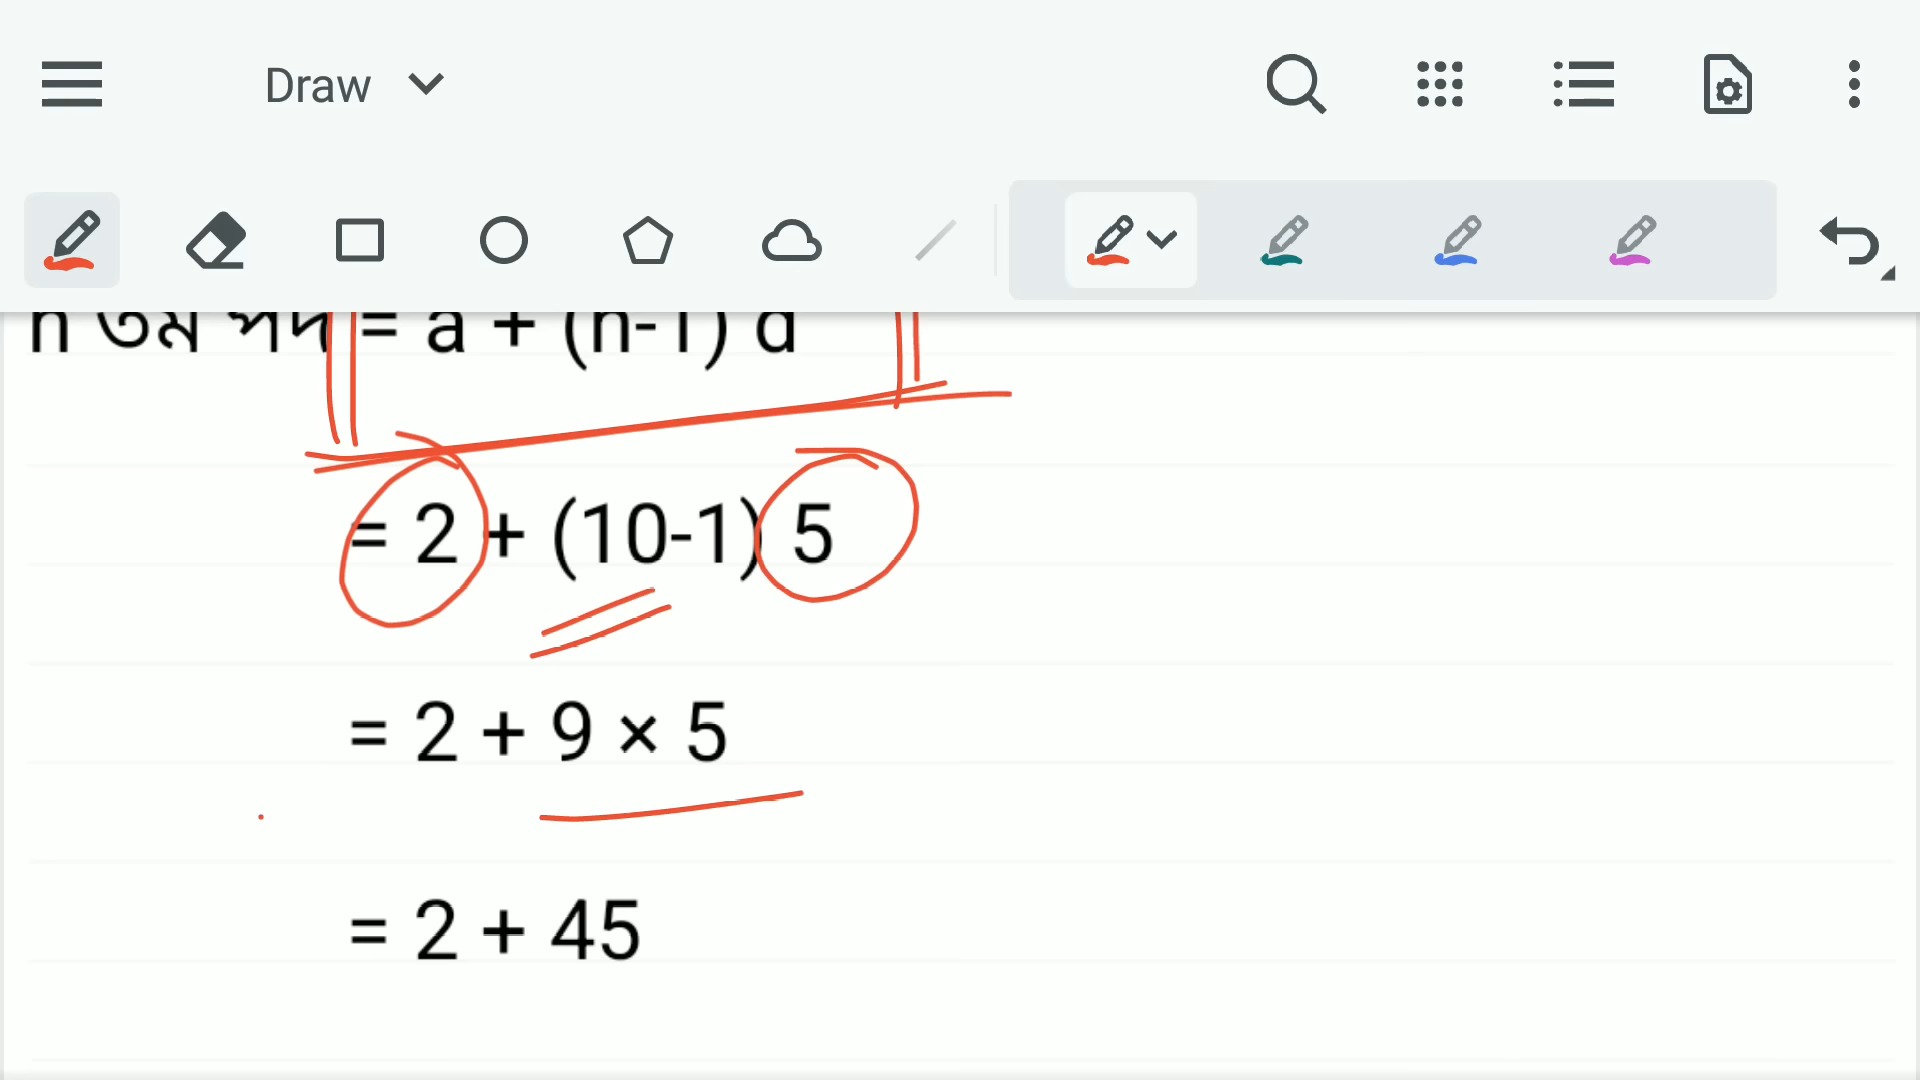 Draw
n তম পদ = a + (n-1) d
= 2 + (10-1) 5
= 2 + 9 × 5
= 2 + 45